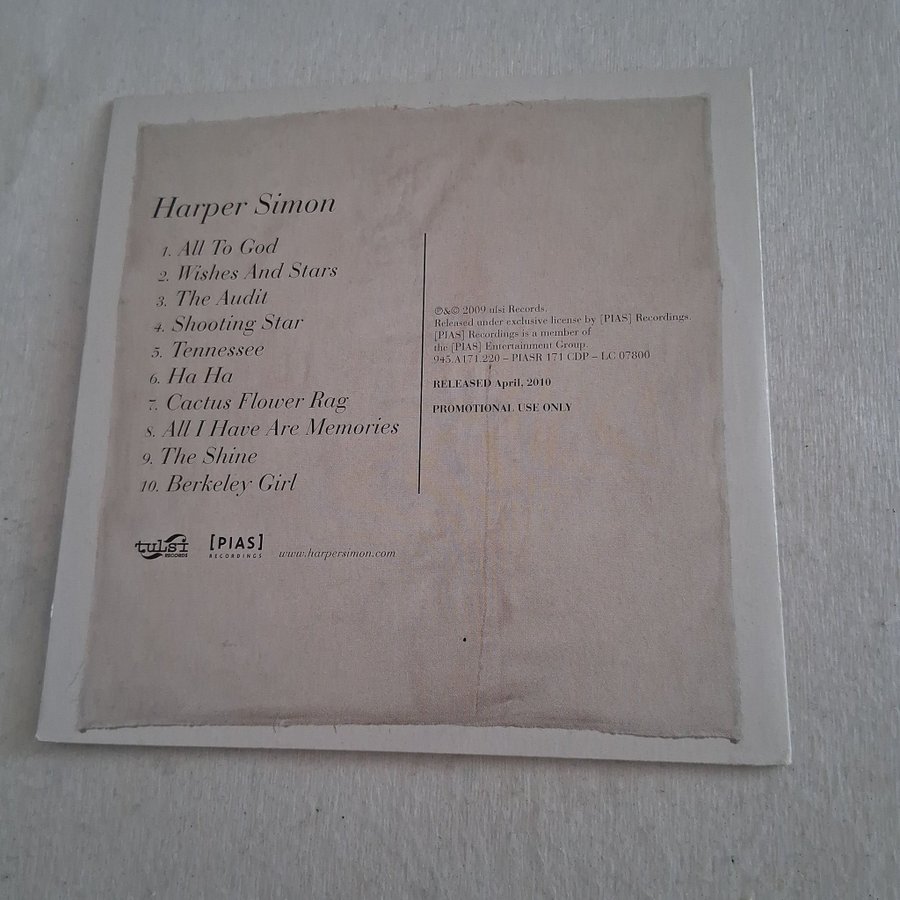 Harper Simon
1. All To God
2. Wishes And Stars
3. The Audit
4. Shooting Star
5. Tennessee
6. Ha Ha
7. Cactus Flower Rag
8. All I Have Are Memories
9. The Shine
10. Berkeley Girl
℗&© 2009 ulsi Records.
Released under exclusive license by [PIAS] Recordings.
[PIAS] Recordings is a member of
the [PIAS] Entertainment Group.
945.A171.220 – PIASR 171 CDP – LC 07800
RELEASED April, 2010
PROMOTIONAL USE ONLY
tulsi
RECORDS
[PIAS]
RECORDINGS
www.harpersimon.com